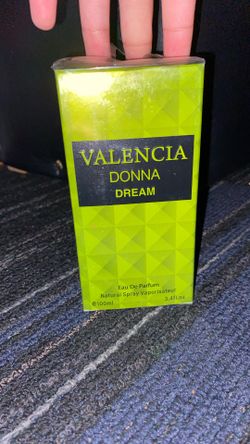 VALENCIA
DONNA
DREAM
Eau De Parfum
Natural Spray Vaporisateur
℮100ml 3.4fl.oz